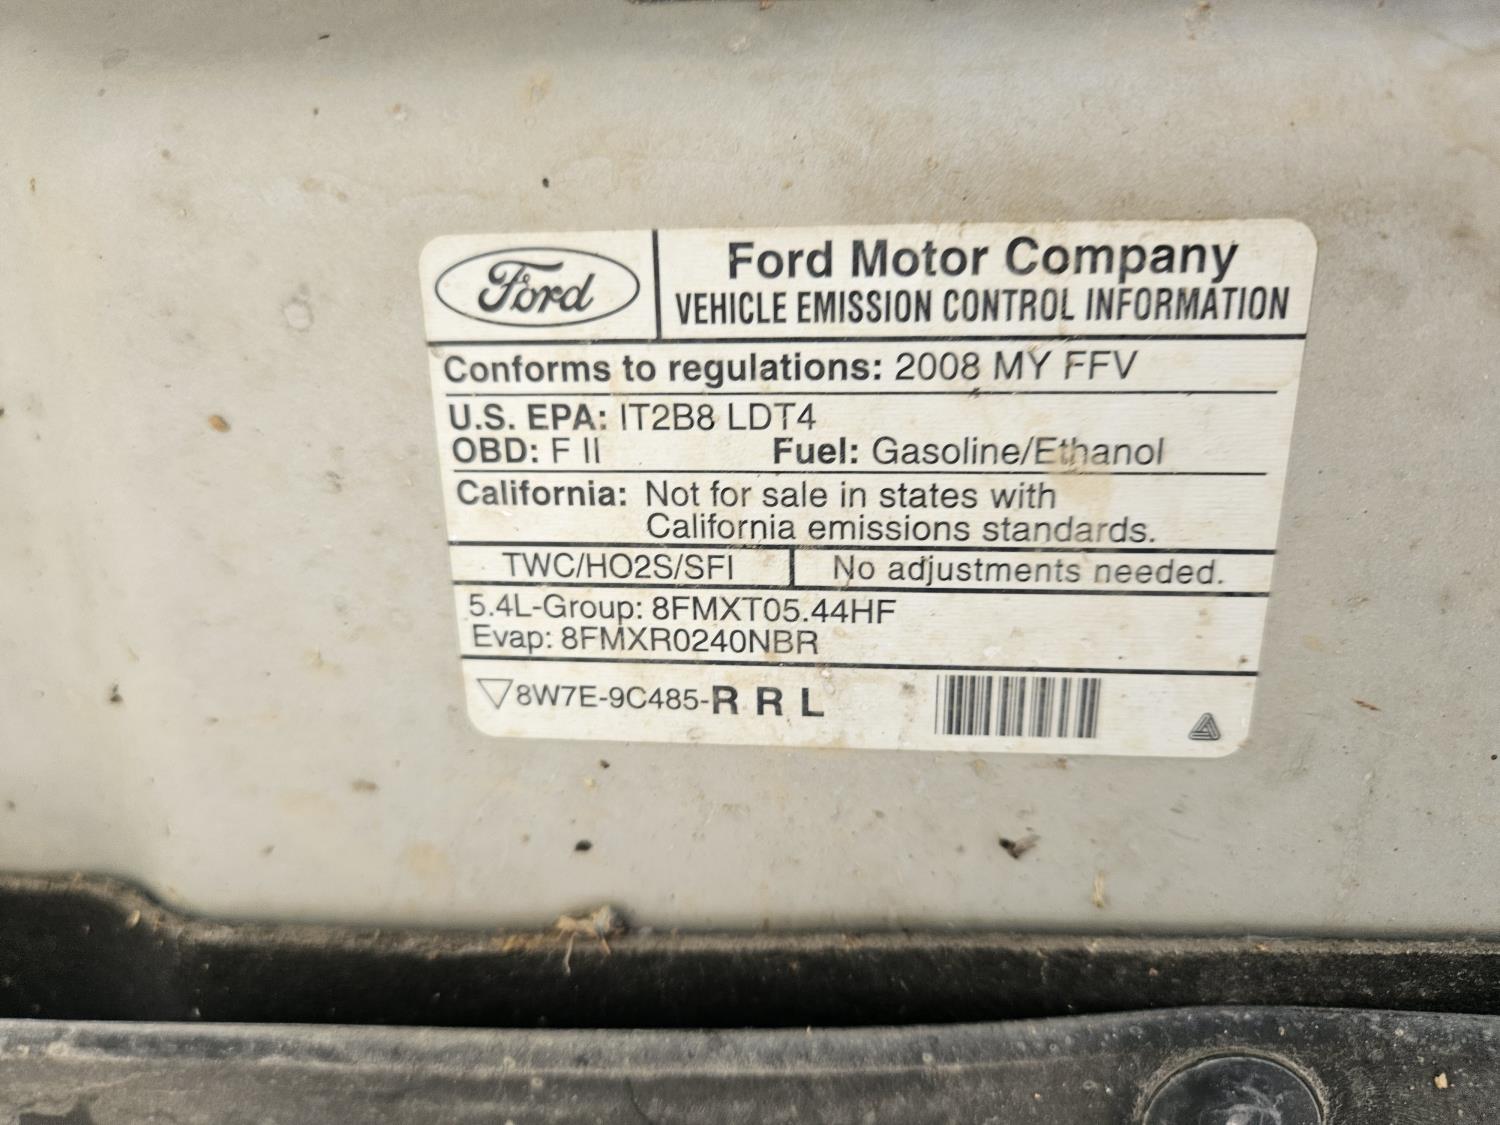 Ford
Ford Motor Company
VEHICLE EMISSION CONTROL INFORMATION
Conforms to regulations: 2008 MY FFV
U.S. EPA: IT2B8 LDT4
OBD: F II Fuel: Gasoline/Ethanol
California: Not for sale in states with
California emissions standards.
TWC/HO2S/SFI No adjustments needed.
5.4L-Group: 8FMXT05.44HF
Evap: 8FMXR0240NBR
8W7E-9C485-R R L